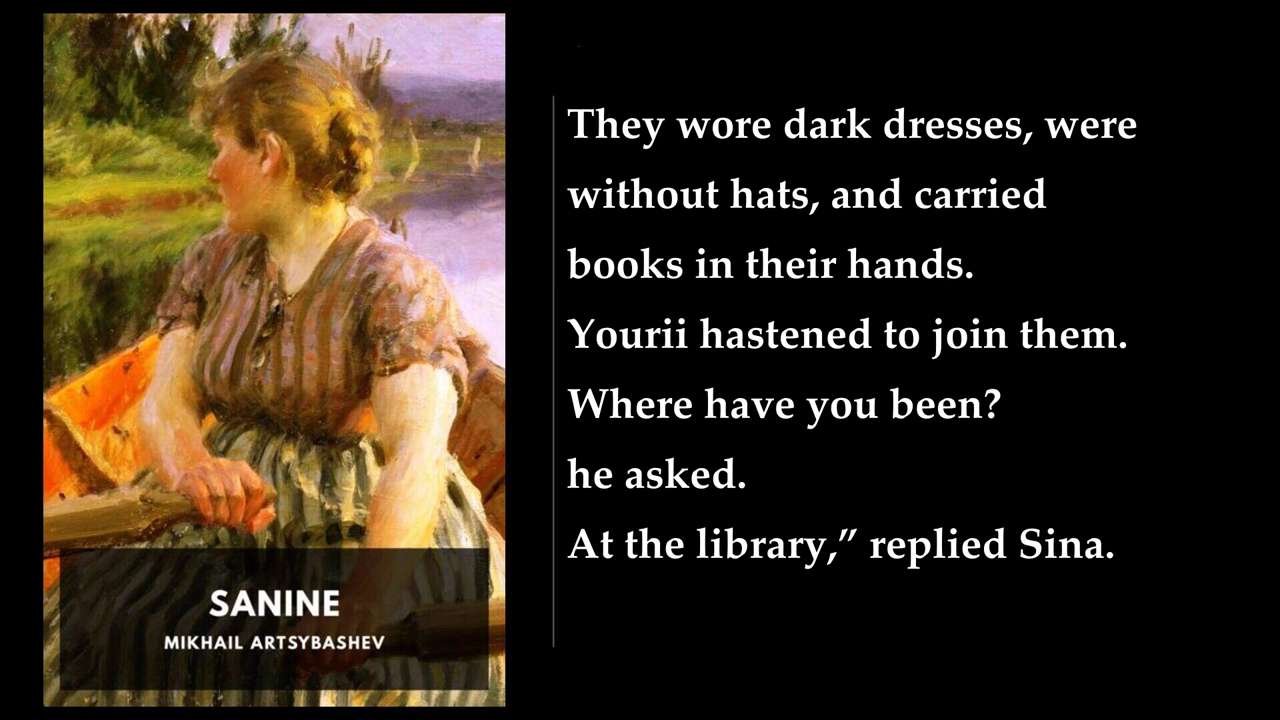 They wore dark dresses, were
without hats, and carried
books in their hands.
Yourii hastened to join them.
Where have you been?
he asked.
At the library,” replied Sina.
SANINE
MIKHAIL ARTSYBASHEV